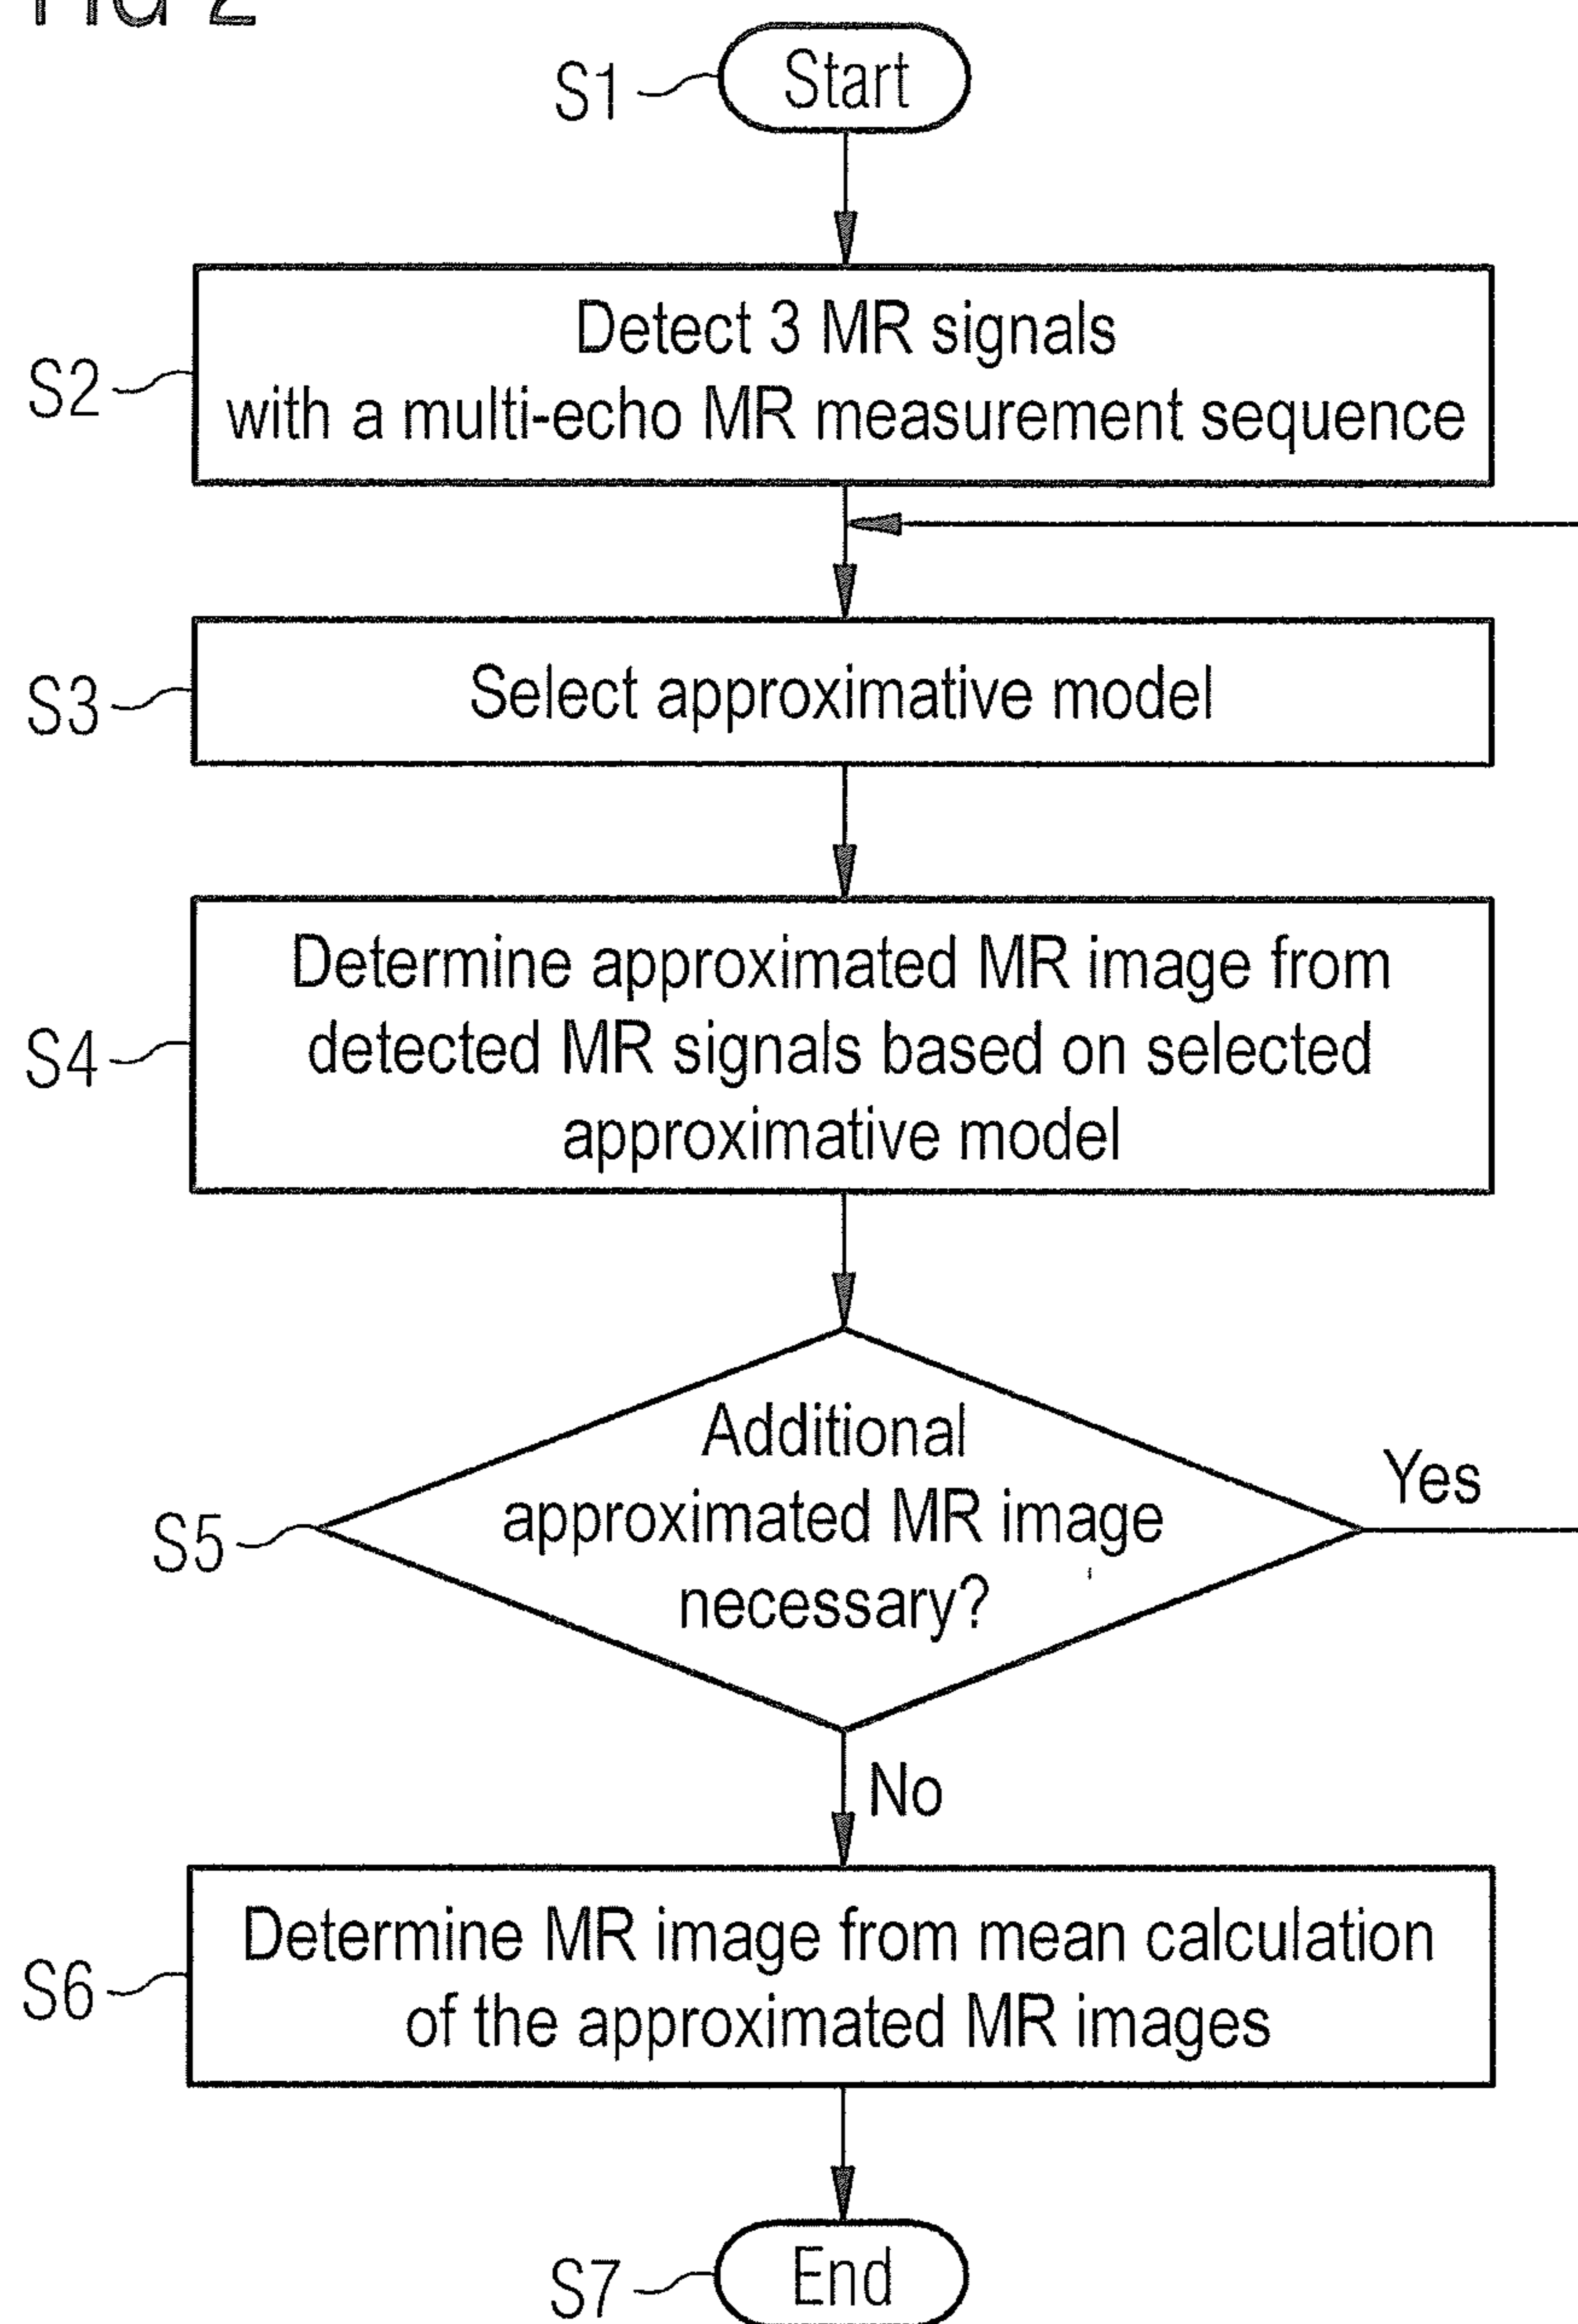 FIG 2
S1
Start
S2
Detect 3 MR signals
with a multi-echo MR measurement sequence
S3
Select approximative model
S4
Determine approximated MR image from
detected MR signals based on selected
approximative model
S5
Additional
approximated MR image
necessary?
Yes
No
S6
Determine MR image from mean calculation
of the approximated MR images
S7
End